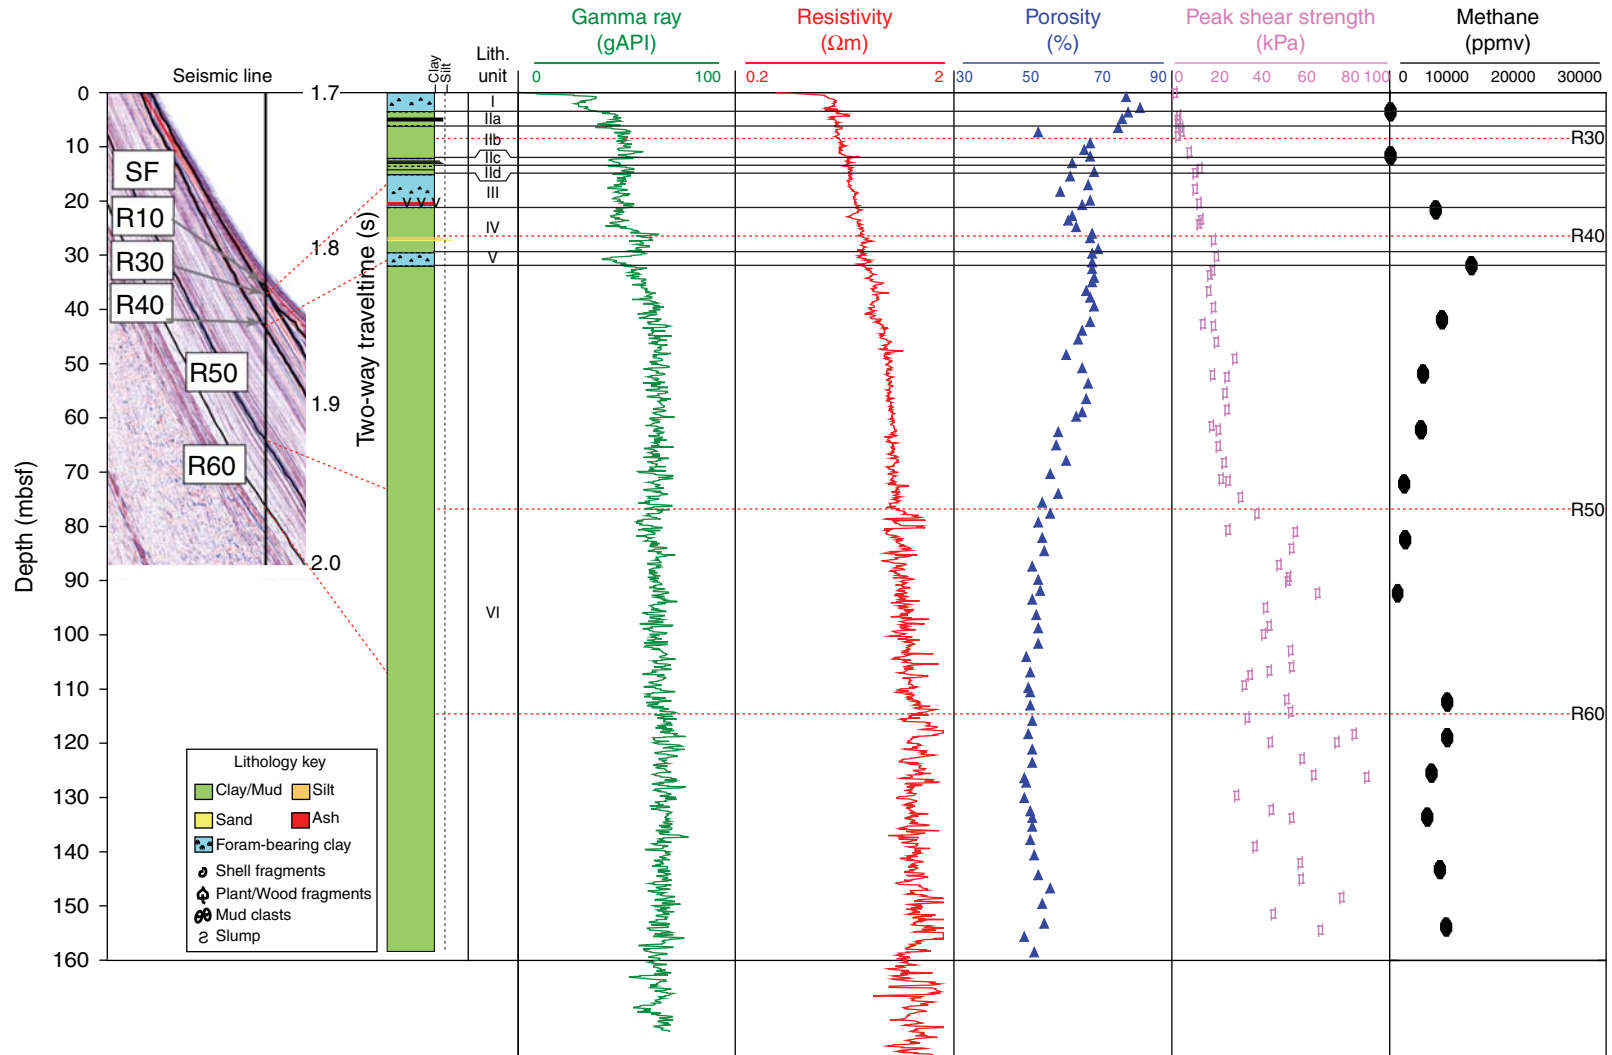 Gamma ray
(gAPI)
Resistivity
(Ωm)
Porosity
(%)
Peak shear strength
(kPa)
Methane
(ppmv)
Seismic line
Clay
Silt
Lith.
unit
0 100
0.2 2
30 50 70 90
0 20 40 60 80 100
0 10000 20000 30000
Depth (mbsf)
0
10
20
30
40
50
60
70
80
90
100
110
120
130
140
150
160
SF
R10
R30
R40
R50
R60
1.7
1.8
1.9
2.0
Two-way traveltime (s)
V V V
I
IIa
IIb
IIc
IId
III
IV
V
VI
R30
R40
R50
R60
Lithology key
Clay/Mud Silt
Sand Ash
Foram-bearing clay
Shell fragments
Plant/Wood fragments
Mud clasts
Slump